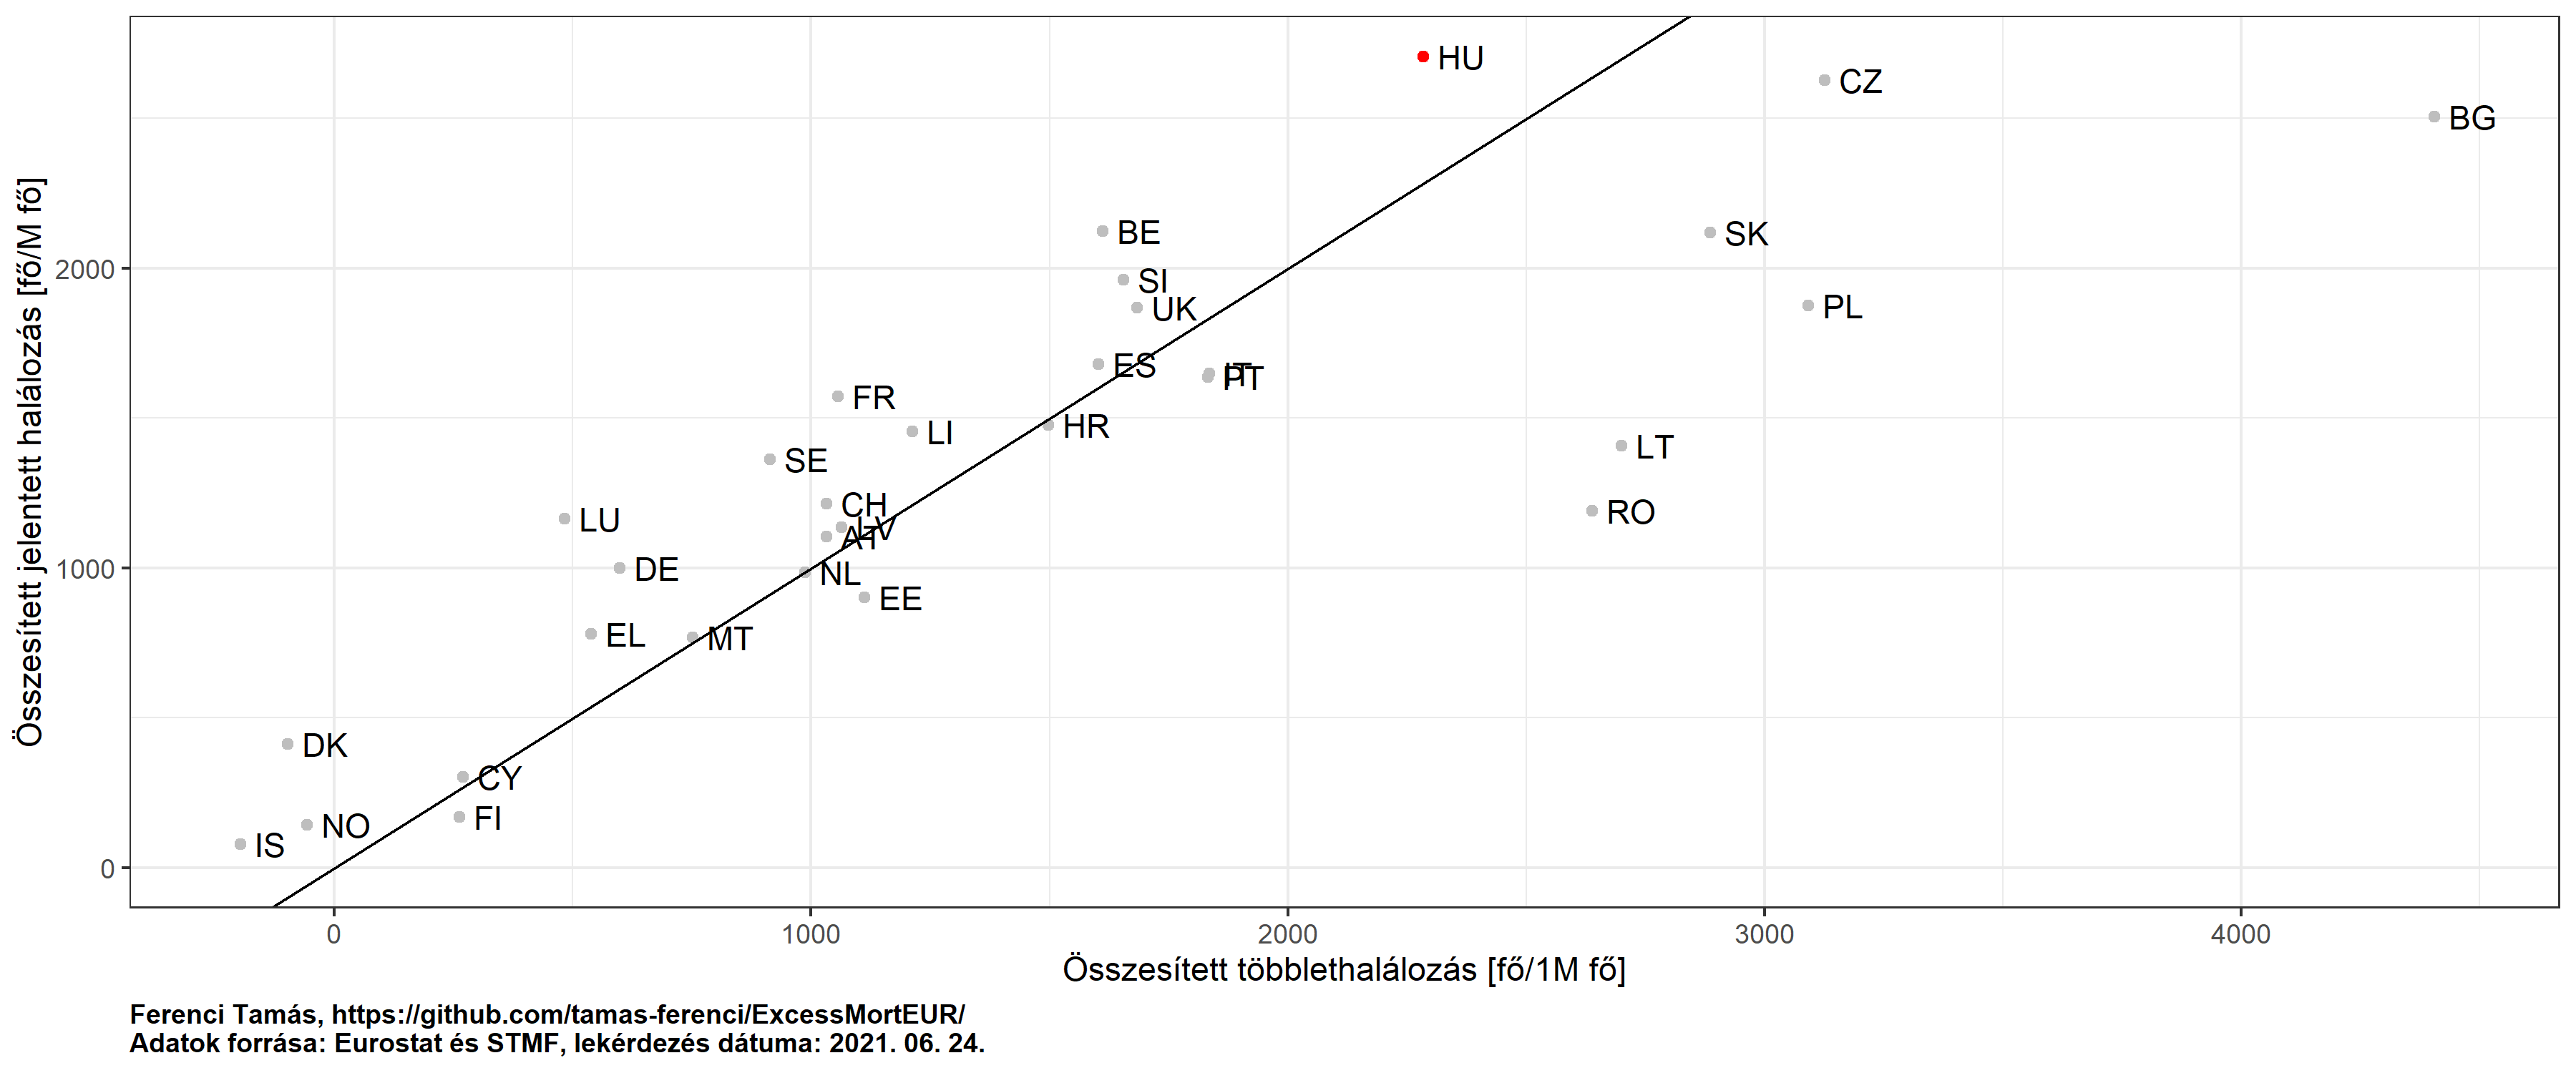 Összesített jelentett halálozás [fő/M fő]
2000
1000
0
HU
CZ
BG
BE
SK
SI
UK
PL
ES
IT
PT
FR
HR
LI
LT
SE
CH
RO
LU
LV
AT
DE
NL
EE
EL
MT
DK
CY
FI
NO
IS
0 1000 2000 3000 4000
Összesített többlethalálozás [fő/1M fő]
Ferenci Tamás, https://github.com/tamas-ferenci/ExcessMortEUR/
Adatok forrása: Eurostat és STMF, lekérdezés dátuma: 2021. 06. 24.